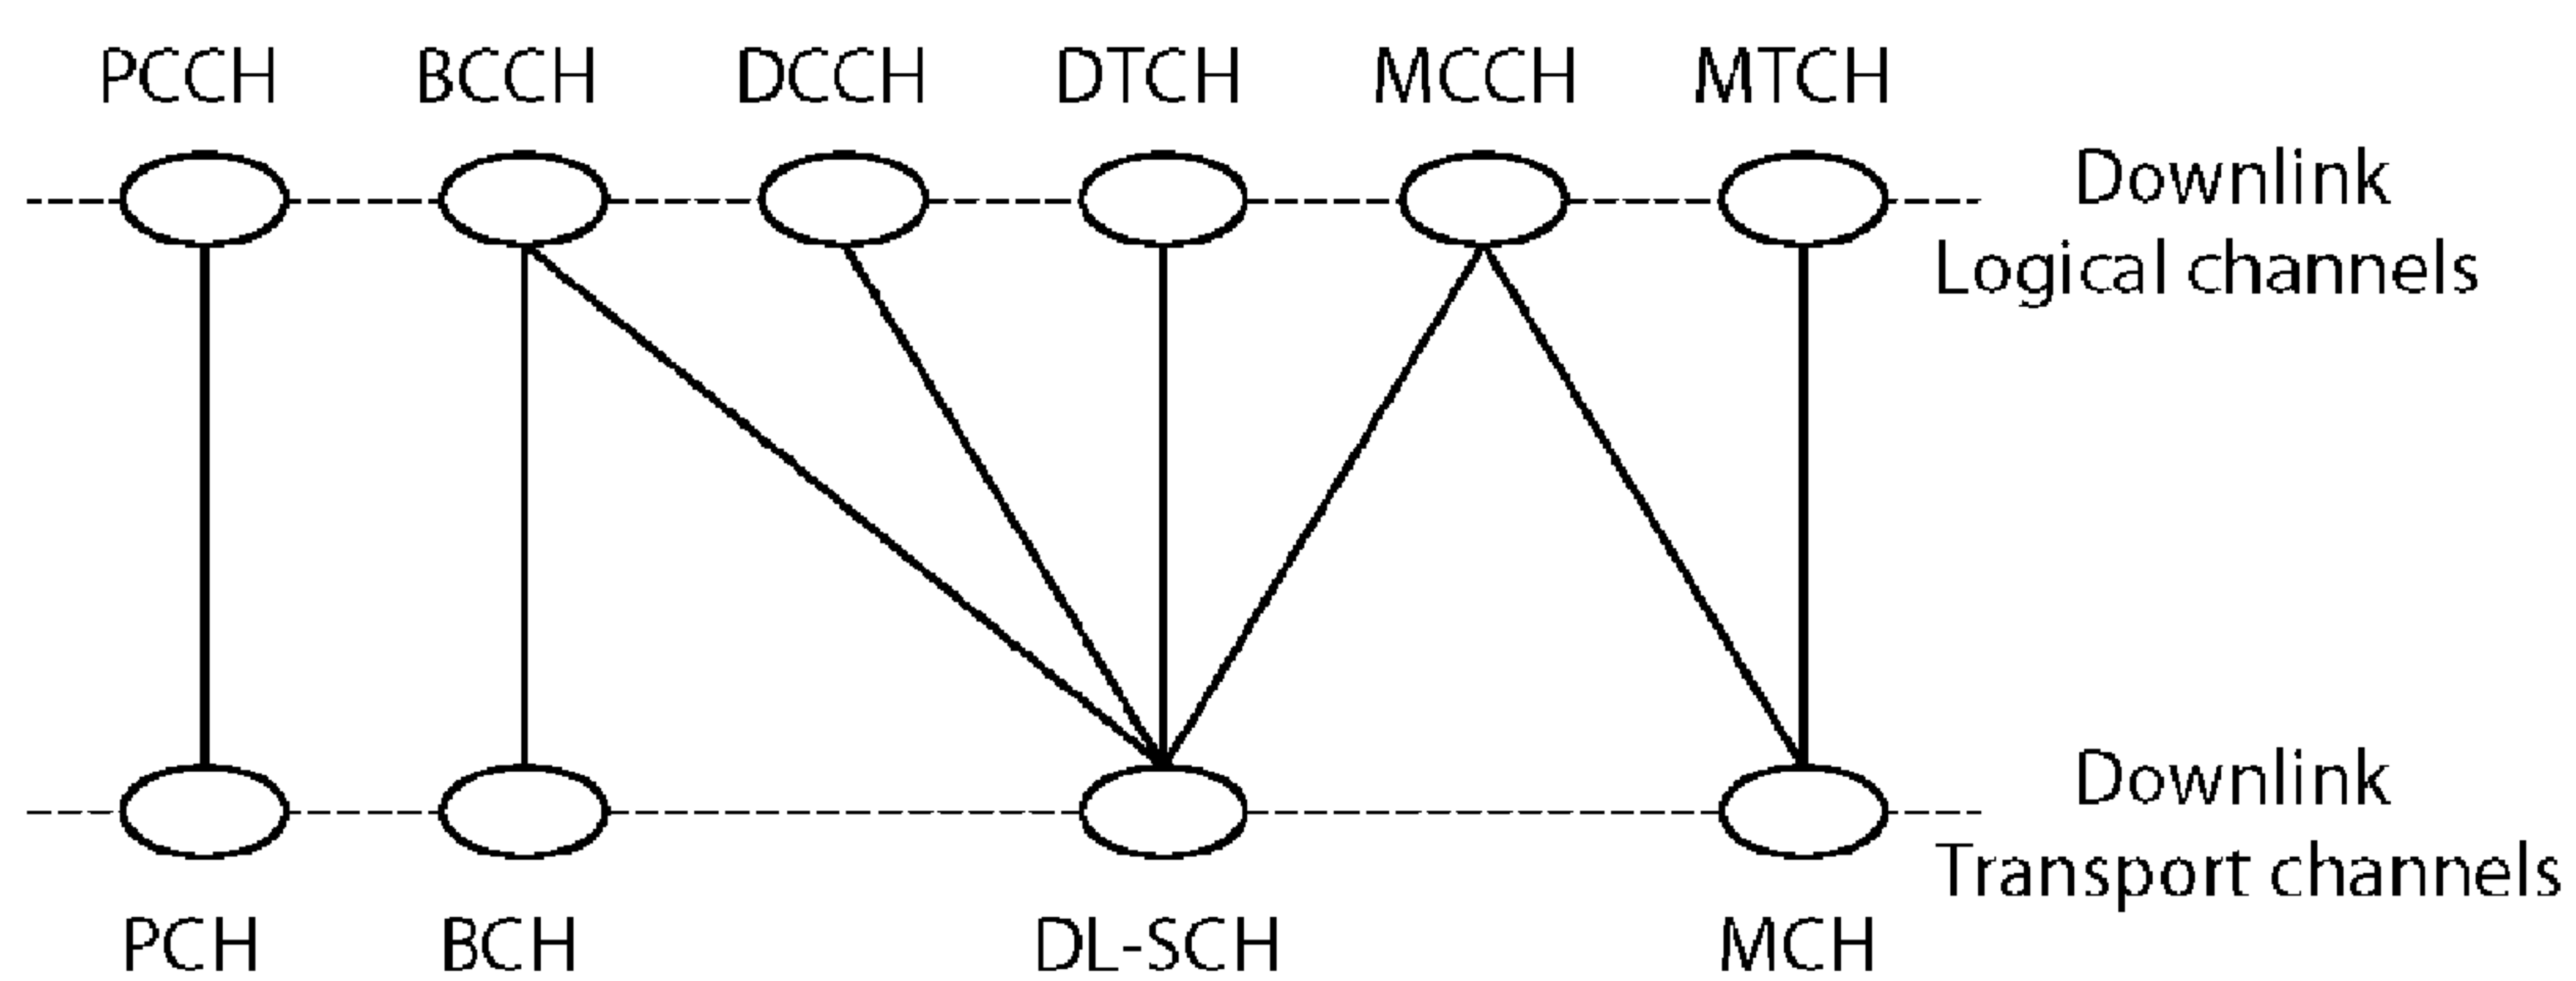 PCCH BCCH DCCH DTCH MCCH MTCH
Downlink
Logical channels
Downlink
Transport channels
PCH BCH DL-SCH MCH